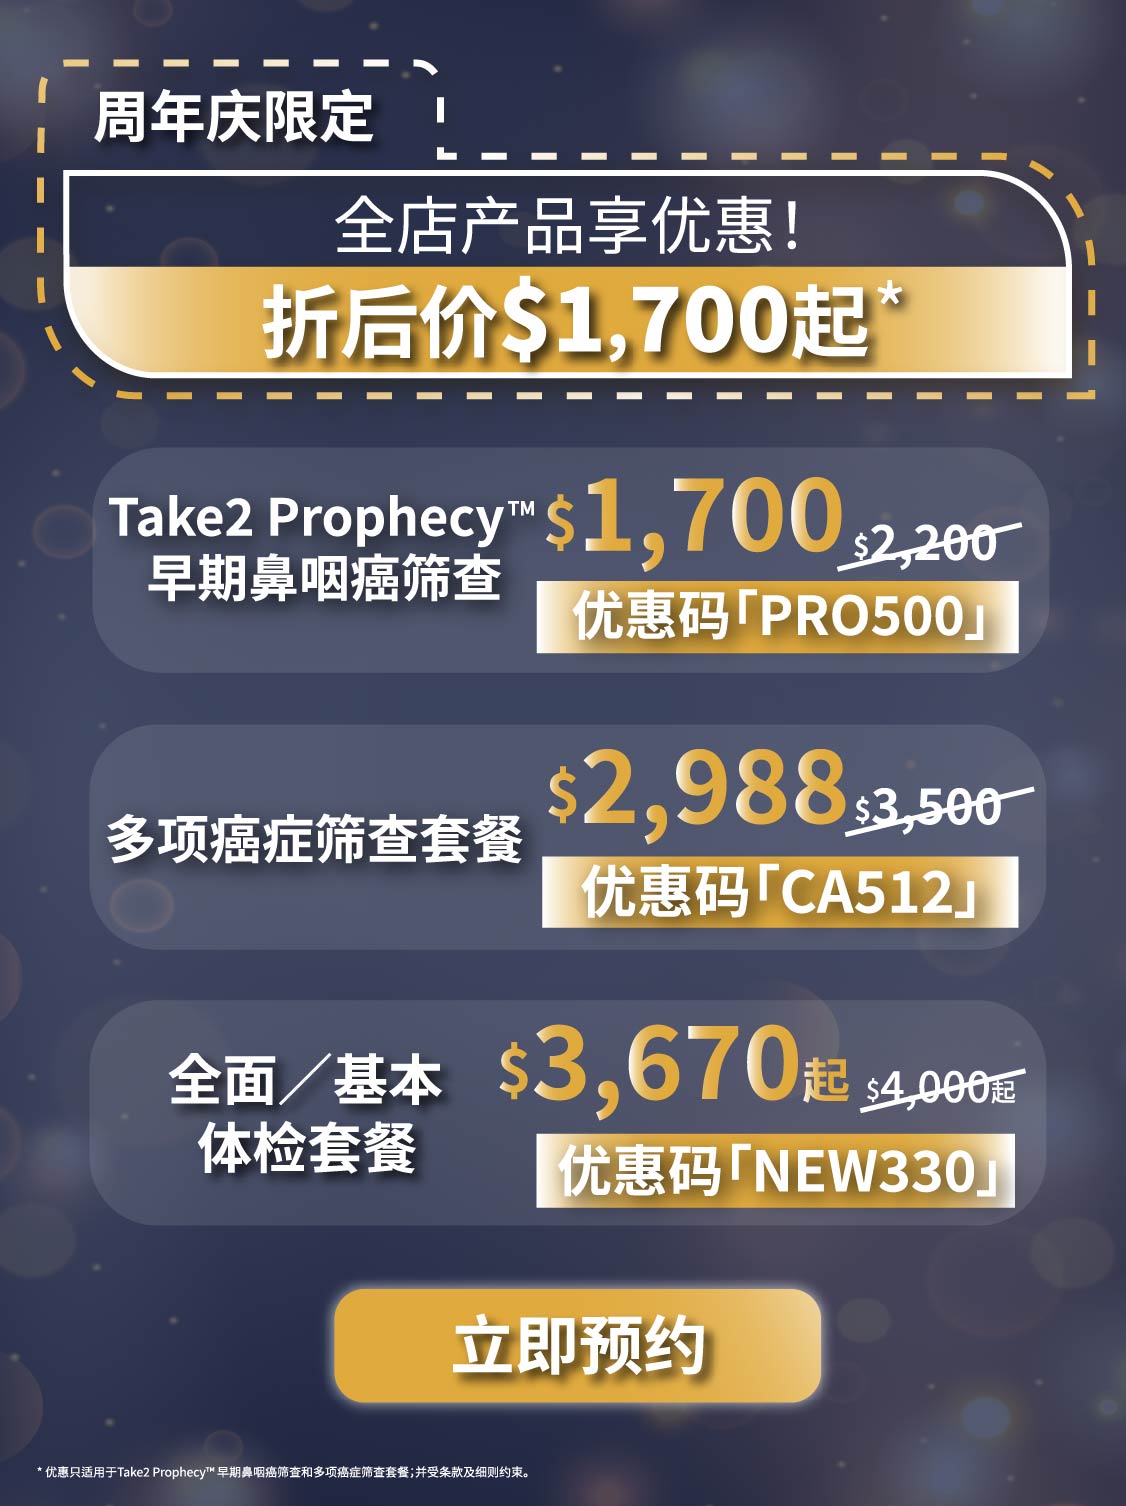 周年庆限定
全店产品享优惠！
折后价$1,700起*
Take2 Prophecy™
早期鼻咽癌筛查
$1,700 $2,200
优惠码「PRO500」
多项癌症筛查套餐
$2,988 $3,500
优惠码「CA512」
全面／基本
体检套餐
$3,670起 $4,000起
优惠码「NEW330」
立即预约
* 优惠只适用于Take2 Prophecy™ 早期鼻咽癌筛查和多项癌症筛查套餐；并受条款及细则约束。